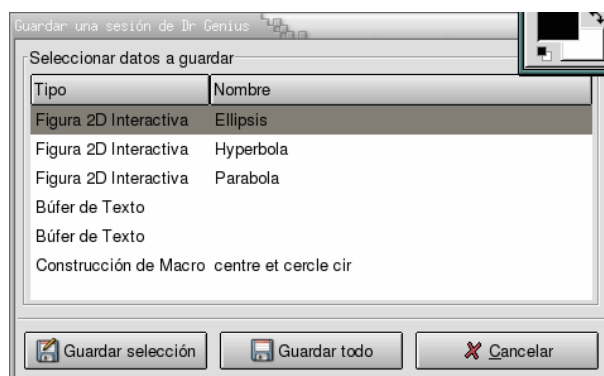 Guardar una sesión de Dr Genius
Seleccionar datos a guardar
Tipo Nombre
Figura 2D Interactiva Ellipsis
Figura 2D Interactiva Hyperbola
Figura 2D Interactiva Parabola
Búfer de Texto
Búfer de Texto
Construcción de Macro centre et cercle cir
Guardar selección Guardar todo Cancelar